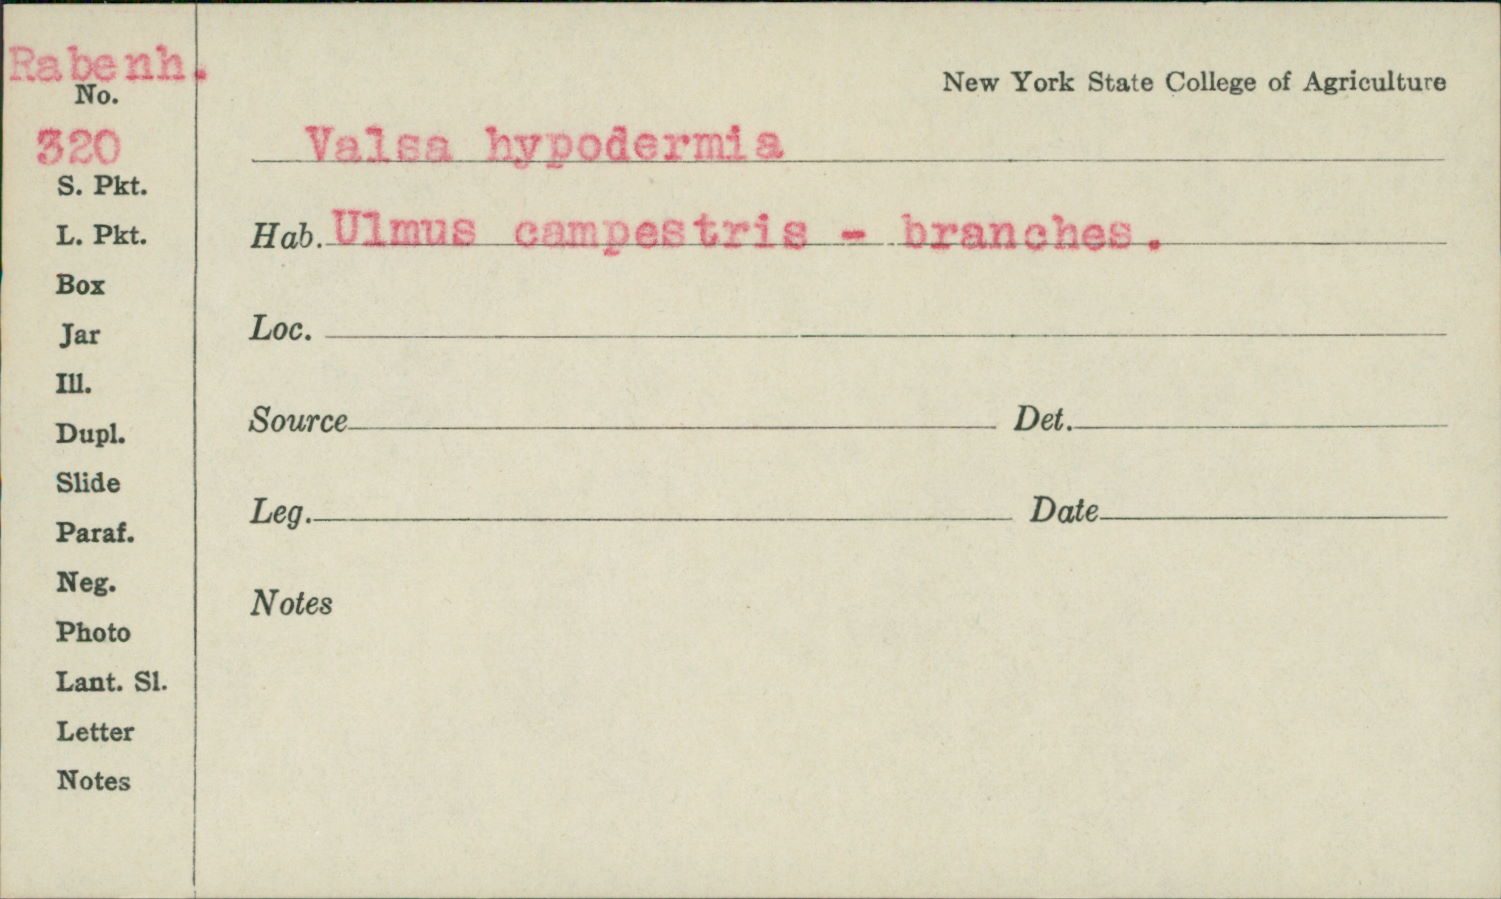 Rabenh.
No.
320
S. Pkt.
L. Pkt.
Box
Jar
Ill.
Dupl.
Slide
Paraf.
Neg.
Photo
Lant. Sl.
Letter
Notes
New York State College of Agriculture
Valsa hypodermia
Hab. Ulmus campestris - branches.
Loc.
Source Det.
Leg. Date
Notes